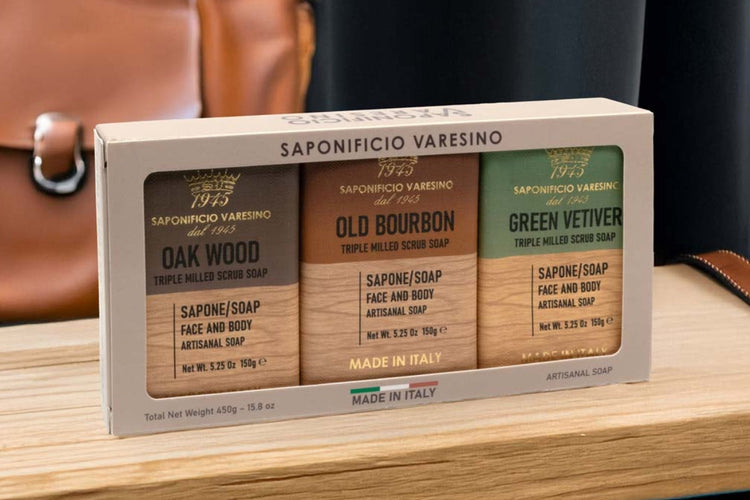 SAPONIFICIO
VARESINO
SAPONIFICIO VARESINO
1945
SAPONIFICIO VARESINO
dal 1945
OAK WOOD
TRIPLE MILLED SCRUB SOAP
SAPONE/SOAP
FACE AND BODY
ARTISANAL SOAP
Net Wt. 5.25 Oz 150g ℮
1945
SAPONIFICIO VARESINO
dal 1945
OLD BOURBON
TRIPLE MILLED SCRUB SOAP
SAPONE/SOAP
FACE AND BODY
ARTISANAL SOAP
Net Wt. 5.25 Oz 150g ℮
MADE IN ITALY
1945
SAPONIFICIO VARESINO
dal 1945
GREEN VETIVER
TRIPLE MILLED SCRUB SOAP
SAPONE/SOAP
FACE AND BODY
ARTISANAL SOAP
Net Wt. 5.25 Oz 150g ℮
MADE IN ITALY
Total Net Weight 450g – 15.8 oz
MADE IN ITALY
ARTISANAL SOAP